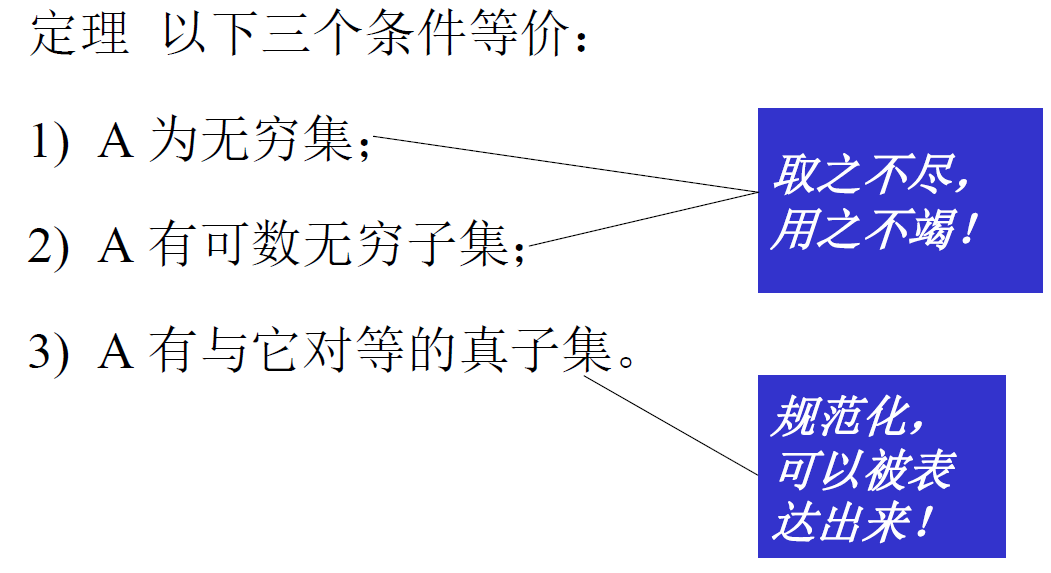 定理 以下三个条件等价：
1) A 为无穷集；
2) A 有可数无穷子集；
3) A 有与它对等的真子集。
取之不尽，
用之不竭！
规范化，
可以被表
达出来！